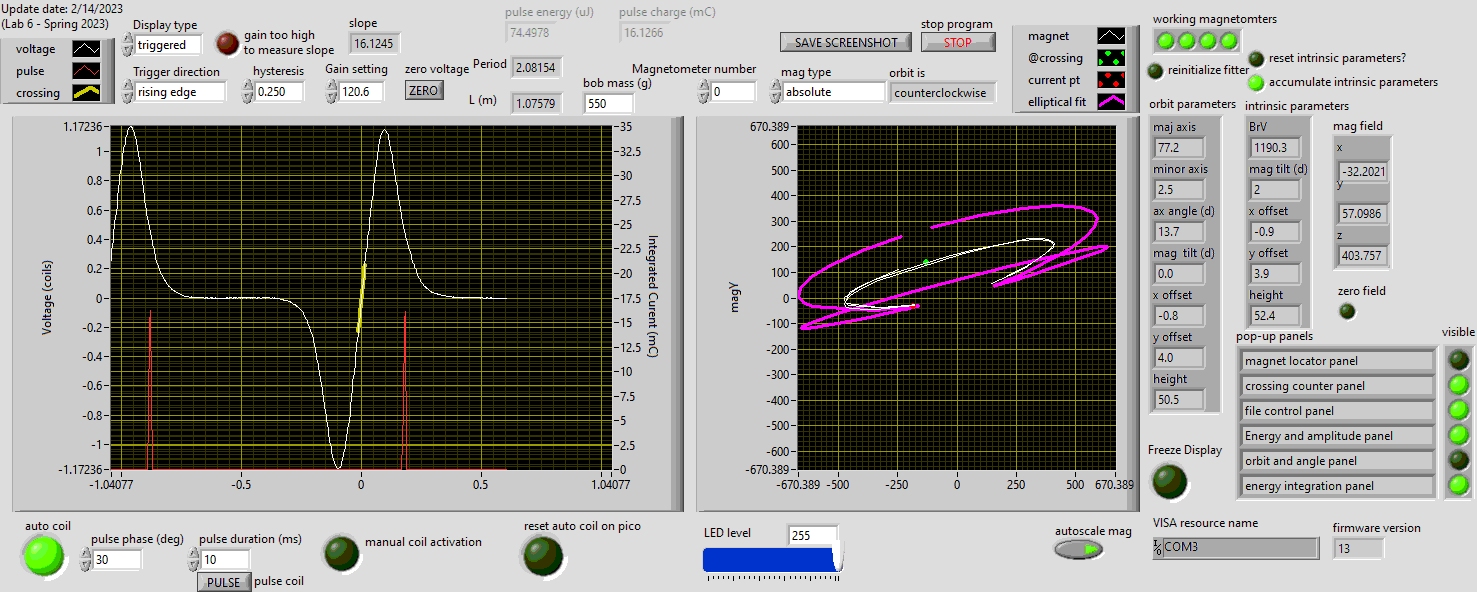 Update date: 2/14/2023
(Lab 6 - Spring 2023)
voltage
pulse
crossing
Display type
triggered
gain too high
to measure slope
slope
16.1245
pulse energy (uJ)
74.4978
pulse charge (mC)
16.1266
Trigger direction
rising edge
hysteresis
0.250
Gain setting
120.6
zero voltage
ZERO
Period
2.08154
L (m)
1.07579
bob mass (g)
550
Magnetometer number
0
mag type
absolute
orbit is
counterclockwise
SAVE SCREENSHOT
stop program
STOP
magnet
@crossing
current pt
elliptical fit
working magnetomters
reinitialize fitter
reset intrinsic parameters?
accumulate intrinsic parameters
Voltage (coils)
1.17236
1
0.8
0.6
0.4
0.2
0
-0.2
-0.4
-0.6
-0.8
-1
-1.17236
-1.04077
-0.5
0
0.5
1.04077
35
32.5
30
27.5
25
22.5
20
17.5
15
12.5
10
7.5
5
2.5
0
Integrated Current (mC)
magY
670.389
600
500
400
300
200
100
0
-100
-200
-300
-400
-500
-600
-670.389
-670.389
-500
-250
0
250
500
670.389
orbit parameters
maj axis
77.2
minor axis
2.5
ax angle (d)
13.7
mag tilt (d)
0.0
x offset
-0.8
y offset
4.0
height
50.5
intrinsic parameters
BrV
1190.3
mag tilt (d)
2
x offset
-0.9
y offset
3.9
height
52.4
mag field
x
-32.2021
y
57.0986
z
403.757
zero field
pop-up panels
visible
magnet locator panel
crossing counter panel
file control panel
Energy and amplitude panel
orbit and angle panel
energy integration panel
Freeze Display
auto coil
pulse phase (deg)
30
pulse duration (ms)
10
PULSE
pulse coil
manual coil activation
reset auto coil on pico
LED level
255
autoscale mag
VISA resource name
COM3
firmware version
13